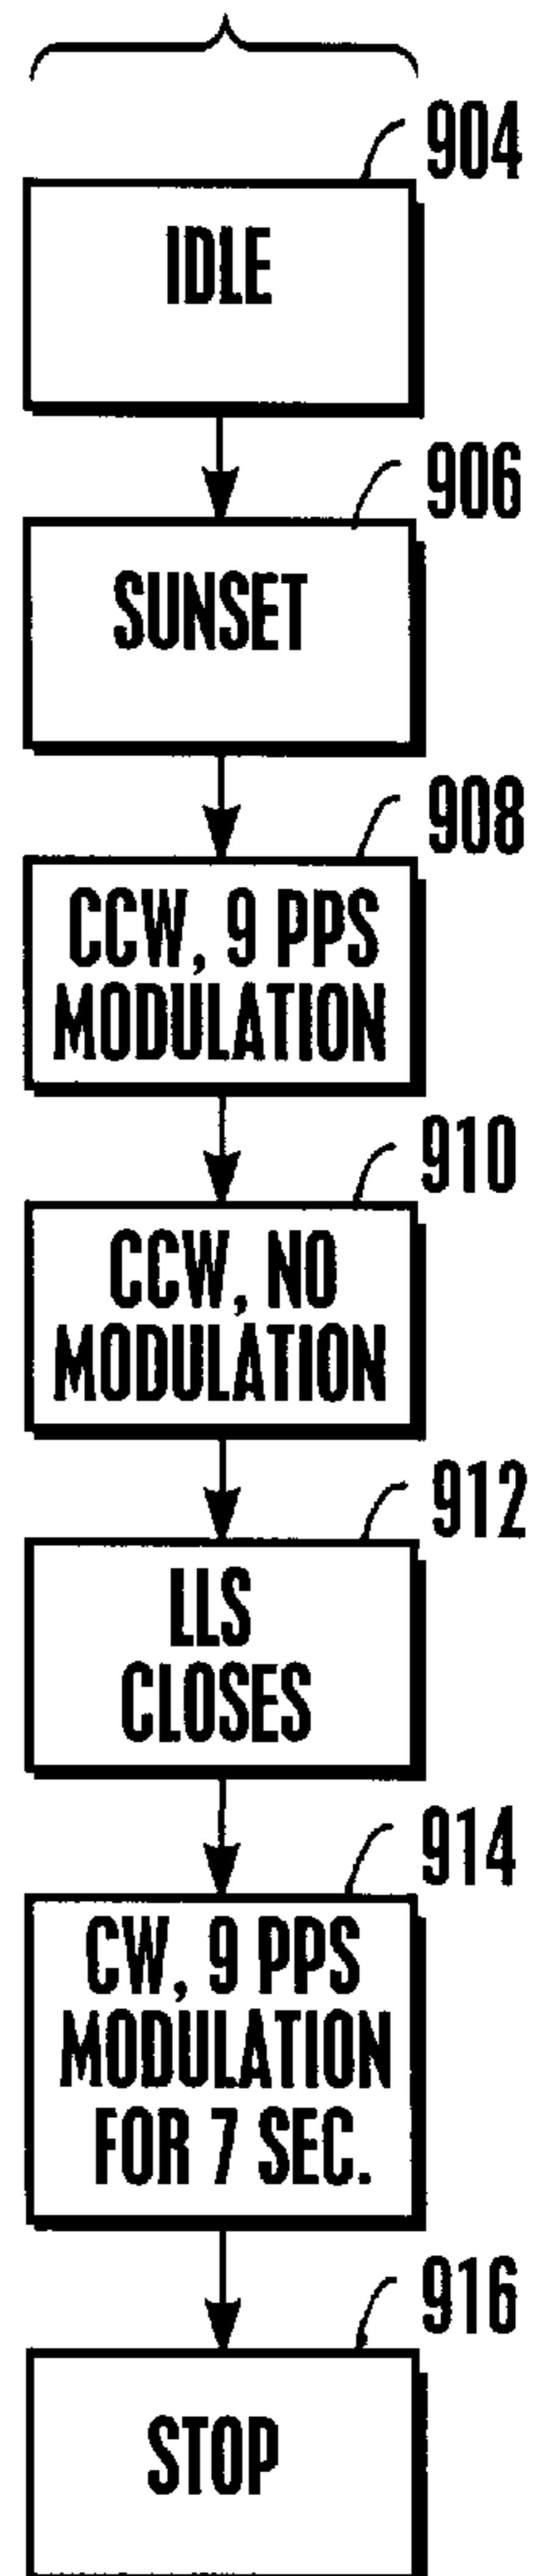 904
IDLE
906
SUNSET
908
CCW, 9 PPS
MODULATION
910
CCW, NO
MODULATION
912
LLS
CLOSES
914
CW, 9 PPS
MODULATION
FOR 7 SEC.
916
STOP